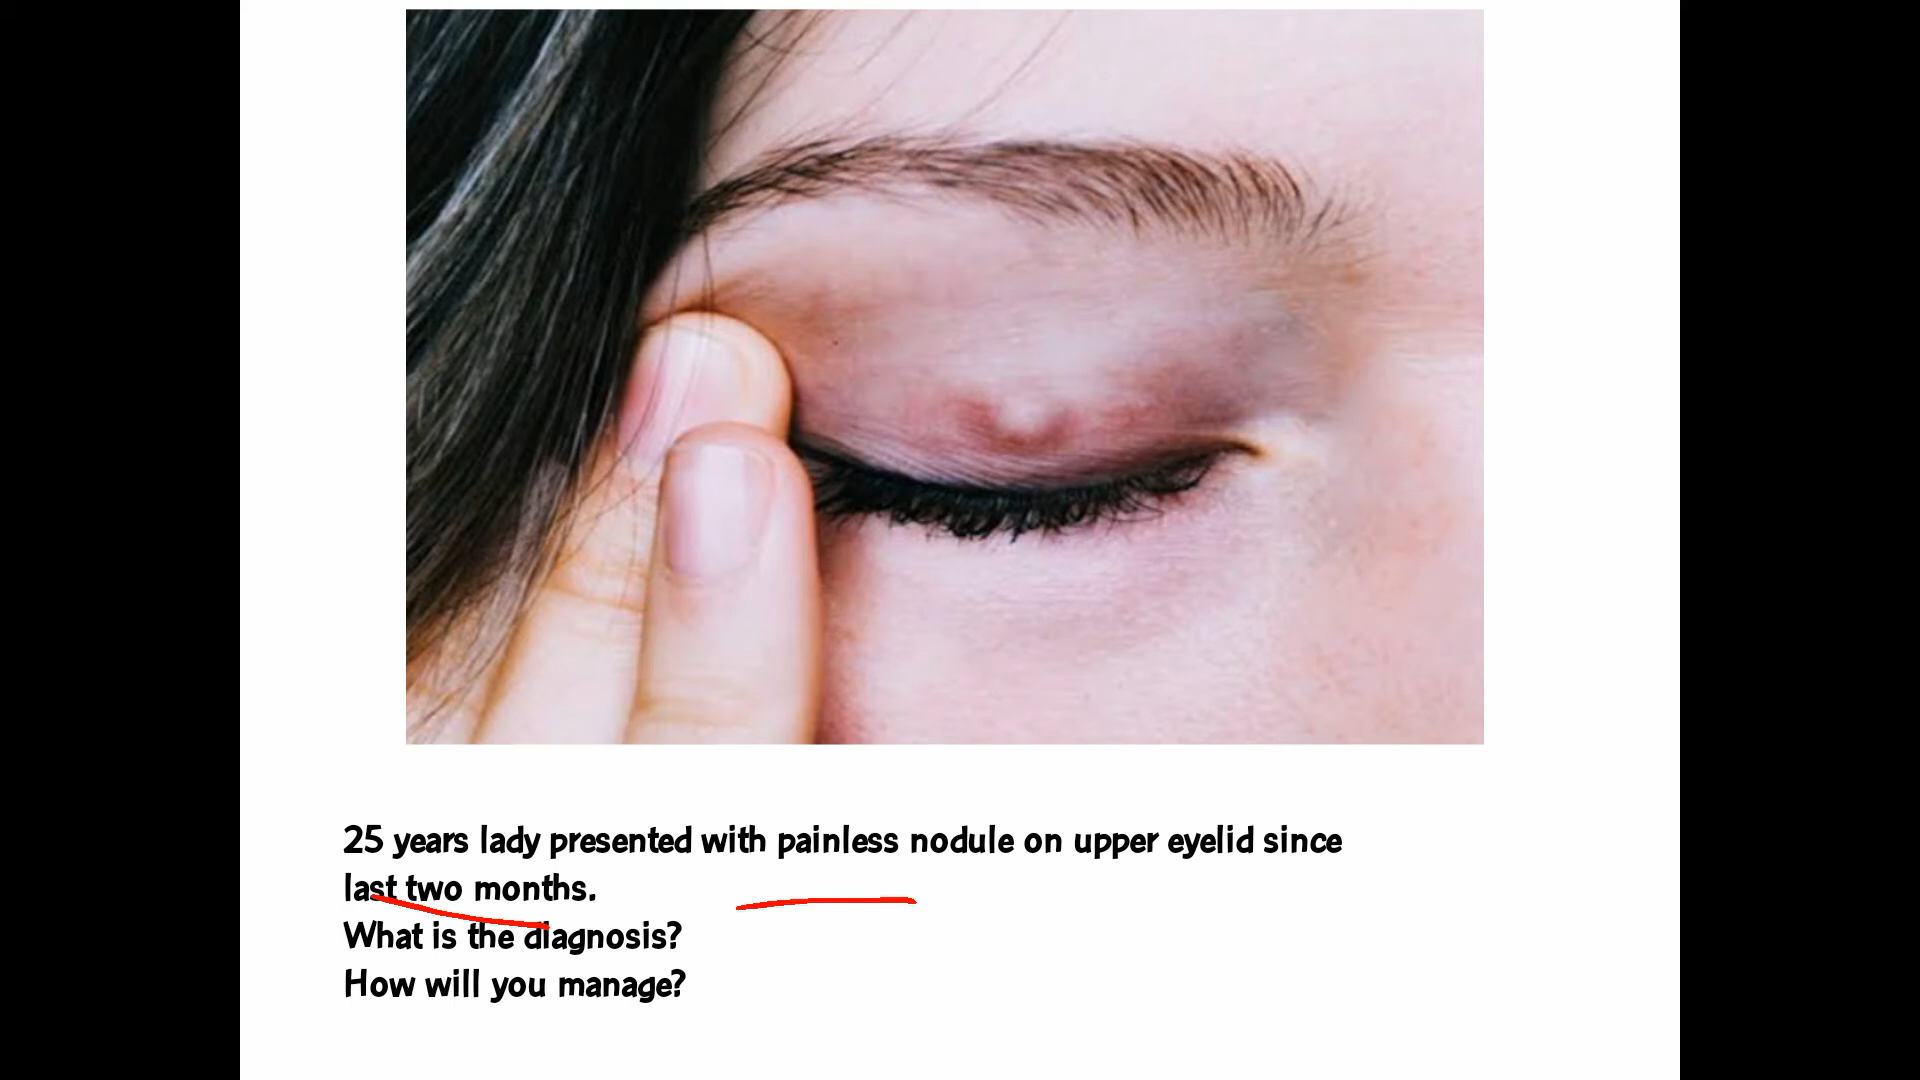 25 years lady presented with painless nodule on upper eyelid since
last two months.
What is the diagnosis?
How will you manage?